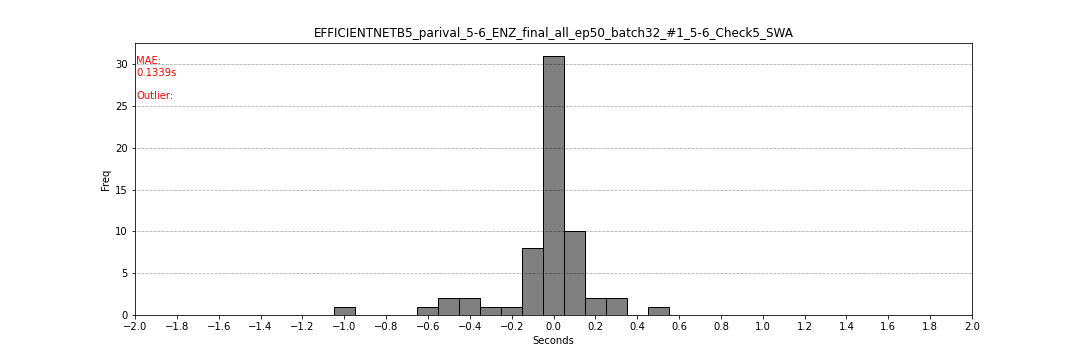 EFFICIENTNETB5_parival_5-6_ENZ_final_all_ep50_batch32_#1_5-6_Check5_SWA
MAE:
0.1339s
Outlier:
30
25
20
15
10
5
0
Freq
−2.0 −1.8 −1.6 −1.4 −1.2 −1.0 −0.8 −0.6 −0.4 −0.2 0.0 0.2 0.4 0.6 0.8 1.0 1.2 1.4 1.6 1.8 2.0
Seconds